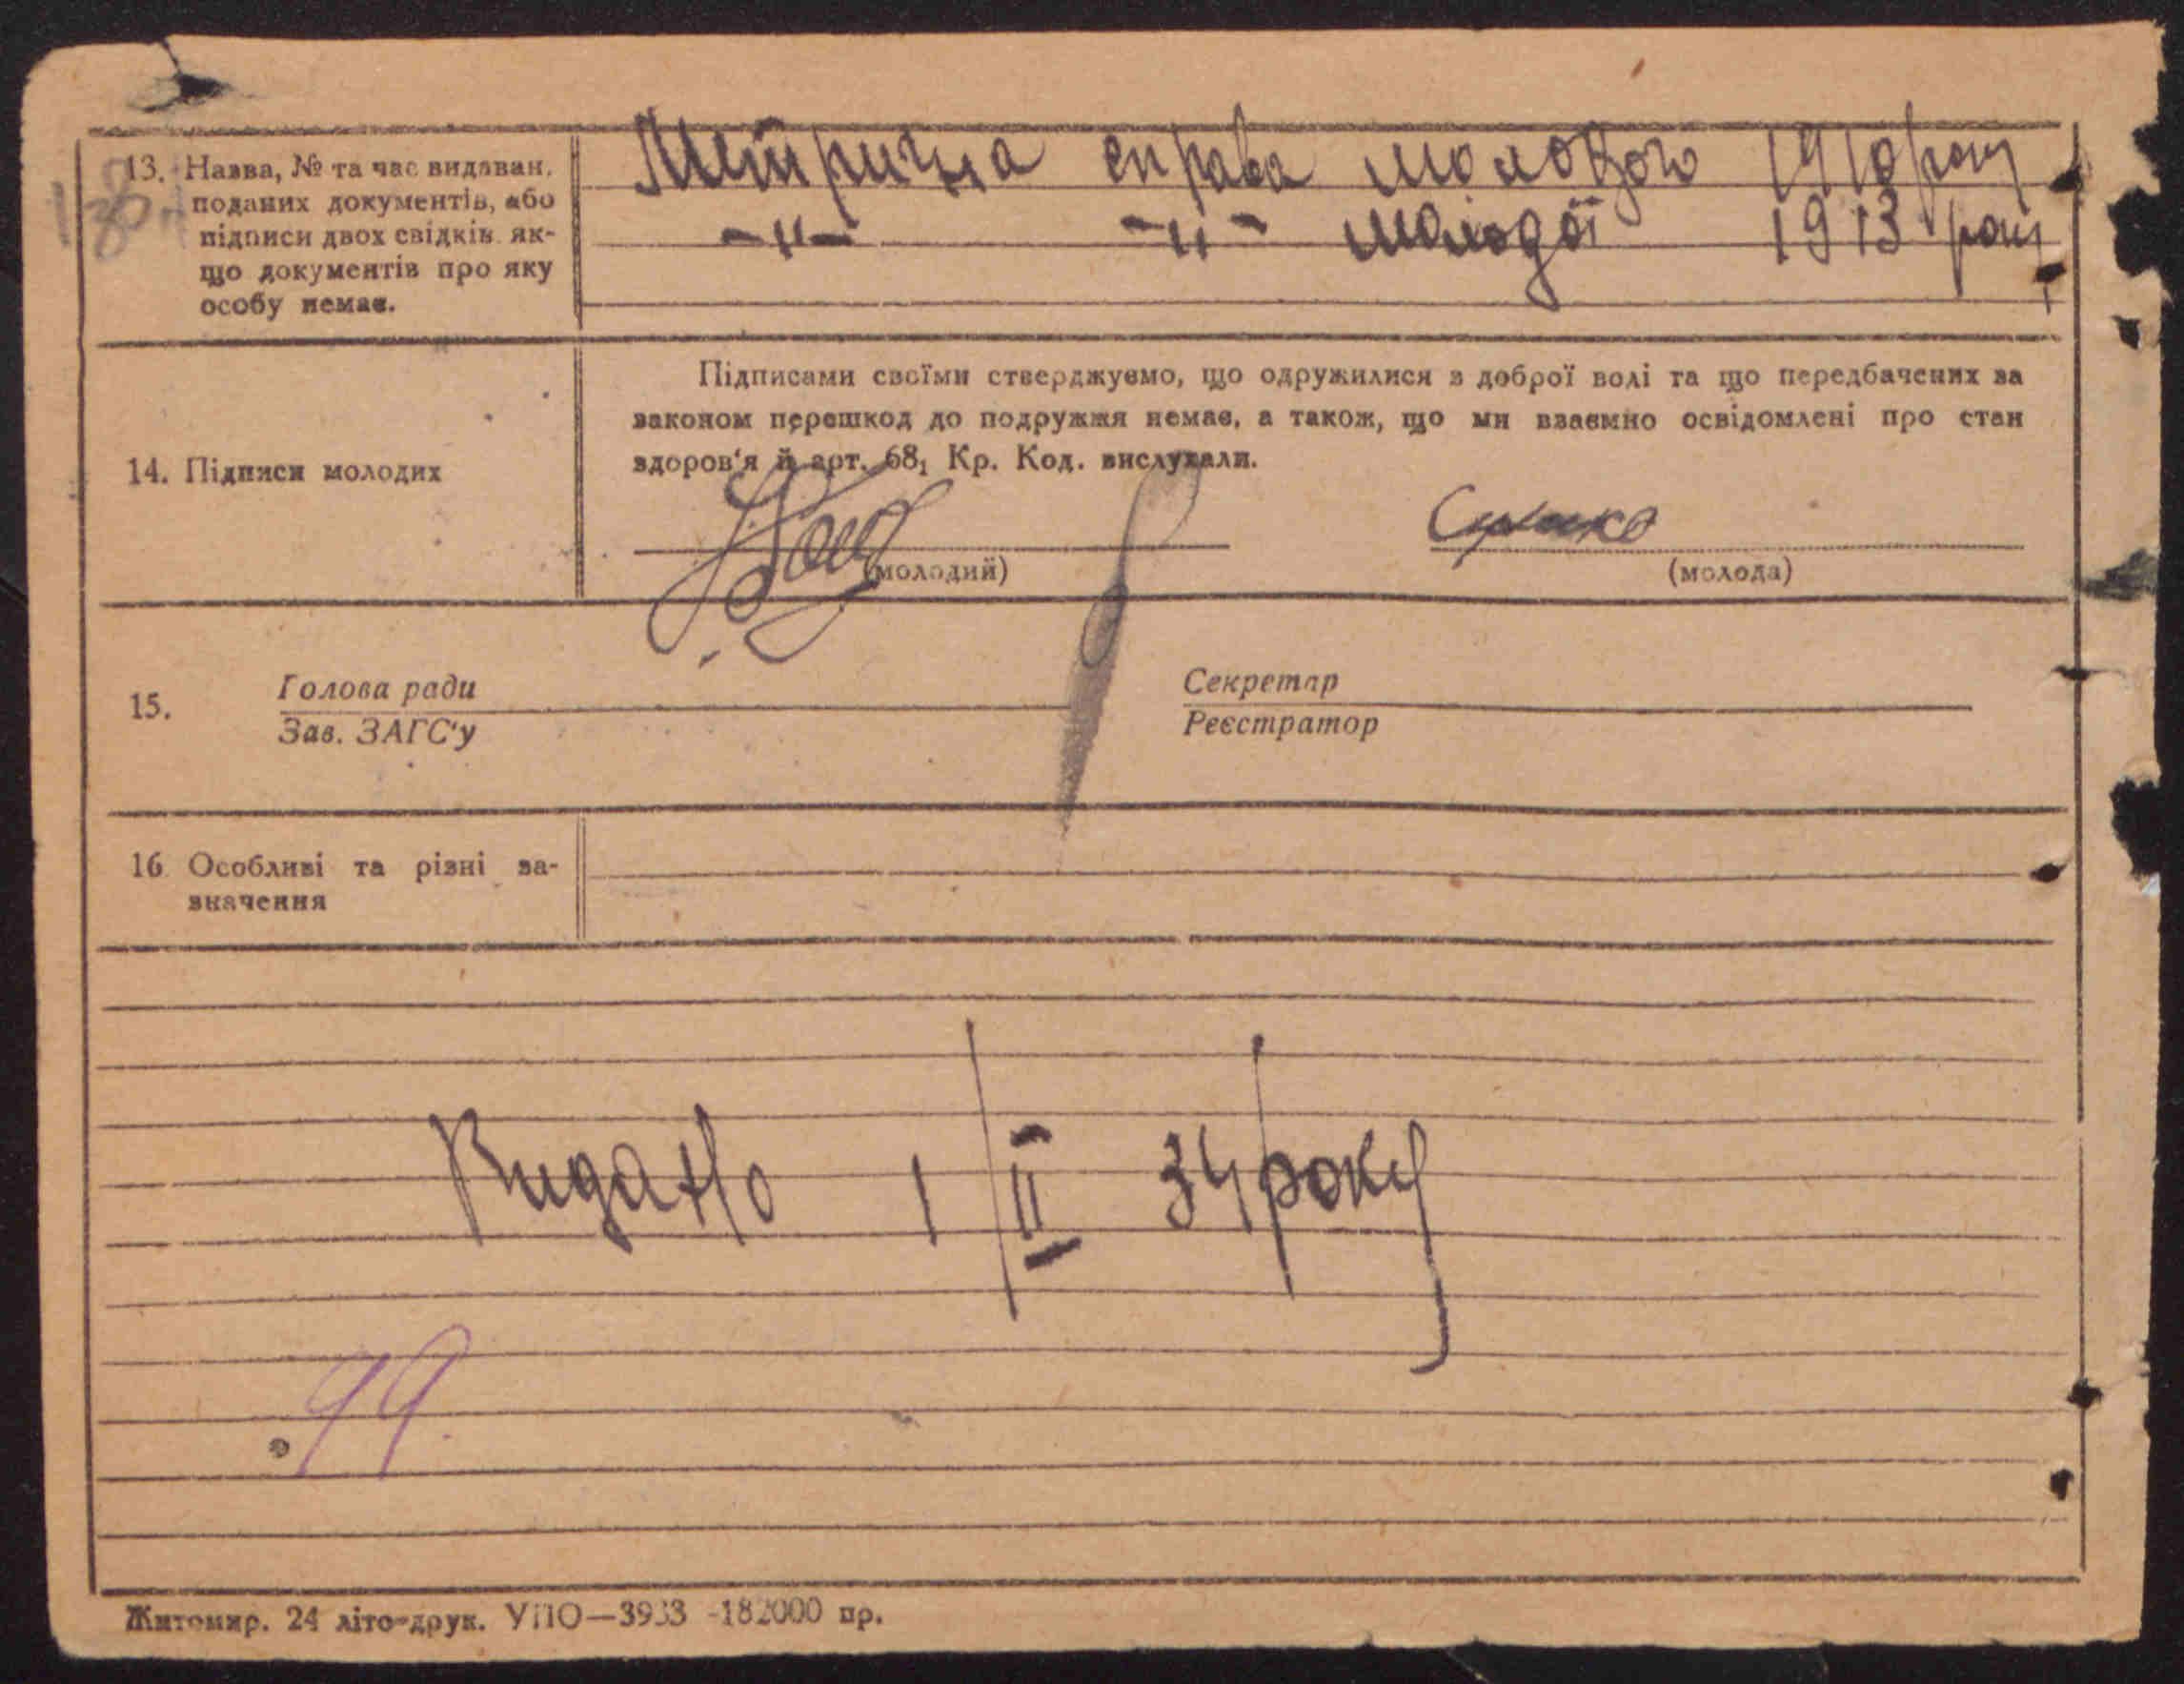 13. Назва, № та час видаван. Метрична справа молодого 1910 року
поданих документів, або
підписи двох свідків як- -"- -"- молодої 1913 року
що документів про яку
особу немає.
138
Підписами своїми стверджуємо, що одружилися з доброї волі та що передбачених за
законом перешкод до подружжя немає, а також, що ми взаємно освідомлені про стан
здоров'я й арт. 68₁ Кр. Код. вислухали.
14. Підписи молодих
(молодий) (молода)
15. Голова ради Секретар
Зав. ЗАГС'у Реєстратор
16 Особливі та різні за-
значення
Видано 1/II 34 року
99.
Житомир. 24 літо-друк. УПО—3933 -182000 пр.